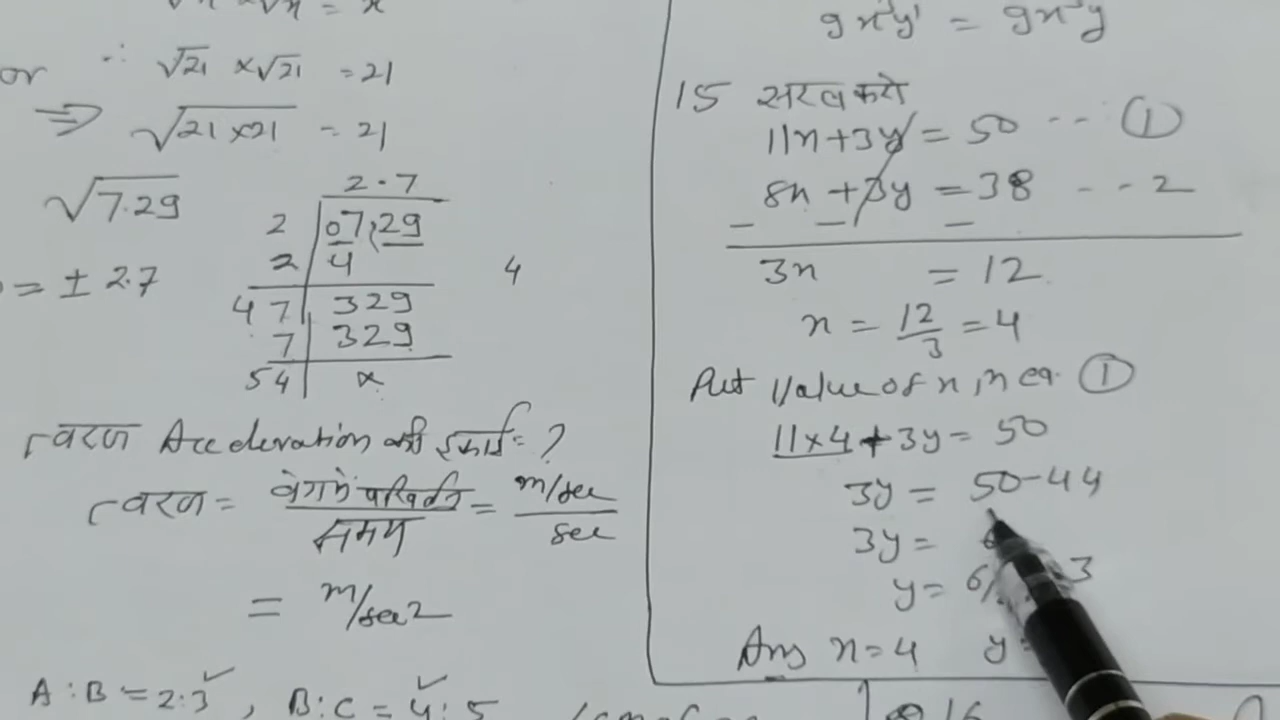 = x
or ∵ √21 × √21 = 21
⇒ √21×21 = 21
√7.29
2.7
2 07,29
2 4
4
47 329
7 329
54 x
= ± 2.7
त्वरण Acceleration की इकाई = ?
त्वरण = वेग में परिवर्तन/समय = m/sec/sec
= m/sec2
A:B = 2:3, B:C = 4:5
15 सरल करो
11x+3y = 50 -- ①
8x+3y = 38 -- 2
3x = 12
x = 12/3 = 4
Put Value of x in eq. ①
11×4+3y = 50
3y = 50-44
3y =
y = 6/ 3
Ans x=4 y=
16